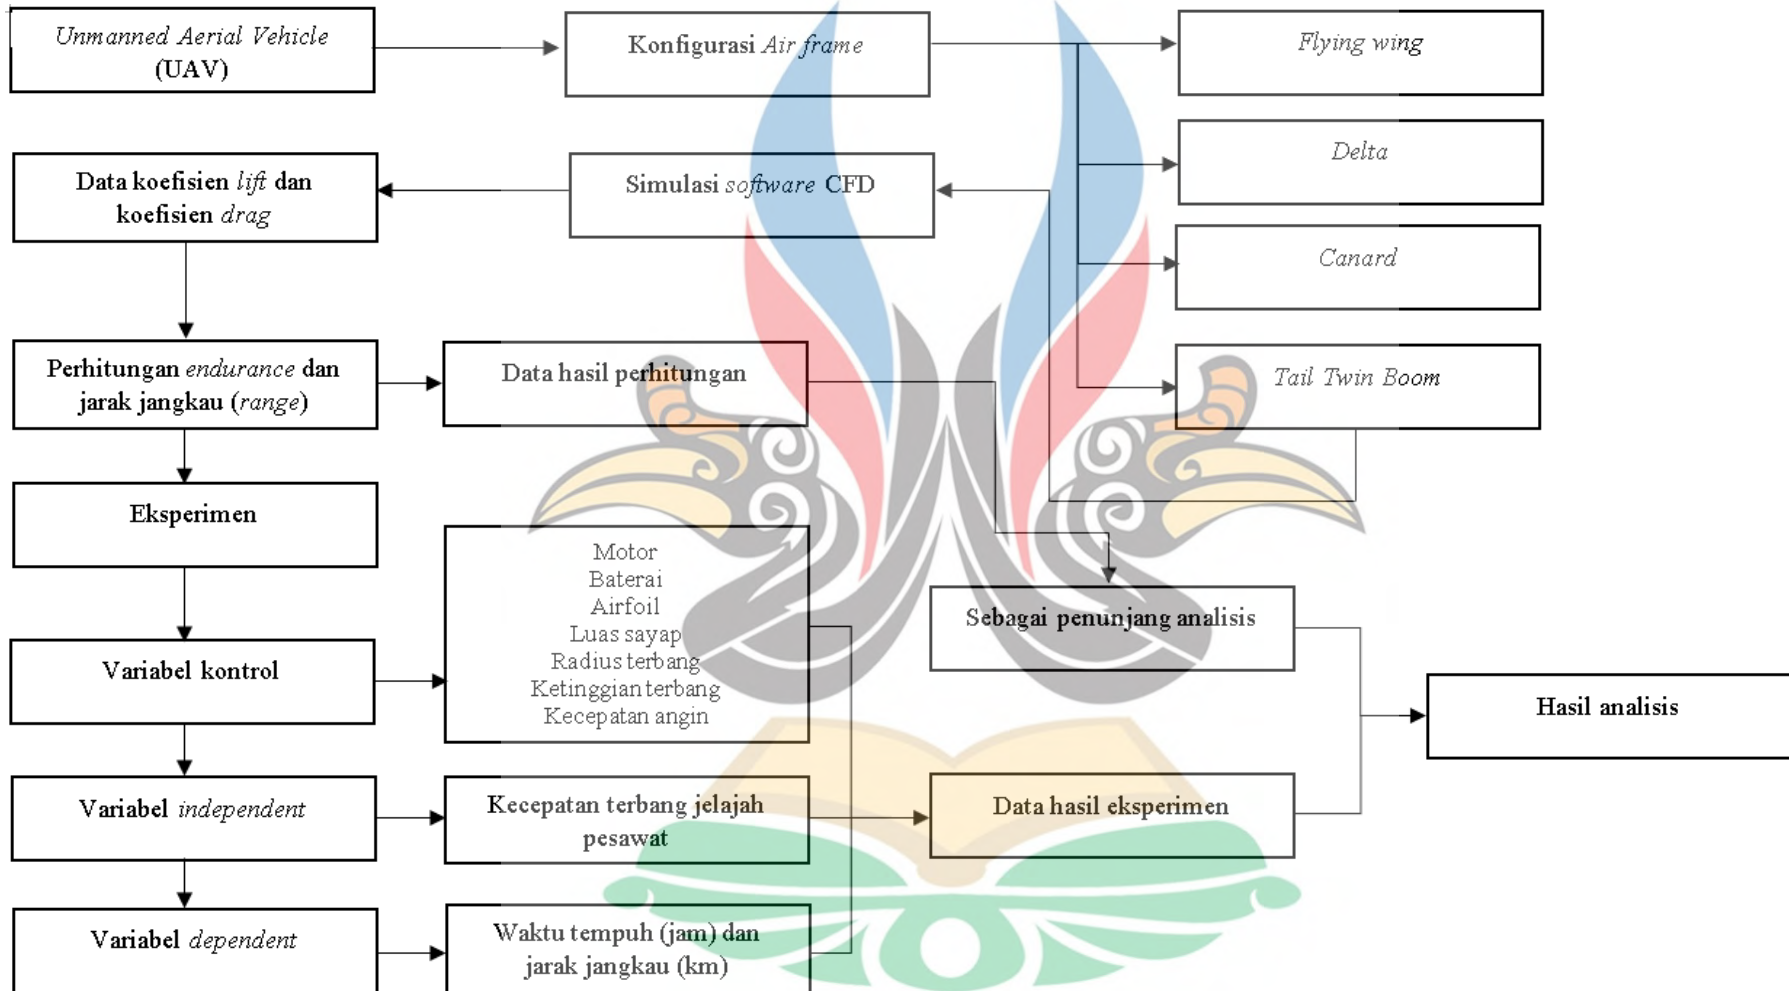 Unmanned Aerial Vehicle
(UAV)
Konfigurasi Air frame
Flying wing
Delta
Data koefisien lift dan
koefisien drag
Simulasi software CFD
Canard
Perhitungan endurance dan
jarak jangkau (range)
Data hasil perhitungan
Tail Twin Boom
Eksperimen
Motor
Baterai
Airfoil
Luas sayap
Radius terbang
Ketinggian terbang
Kecepatan angin
Sebagai penunjang analisis
Variabel kontrol
Hasil analisis
Variabel independent
Kecepatan terbang jelajah
pesawat
Data hasil eksperimen
Variabel dependent
Waktu tempuh (jam) dan
jarak jangkau (km)